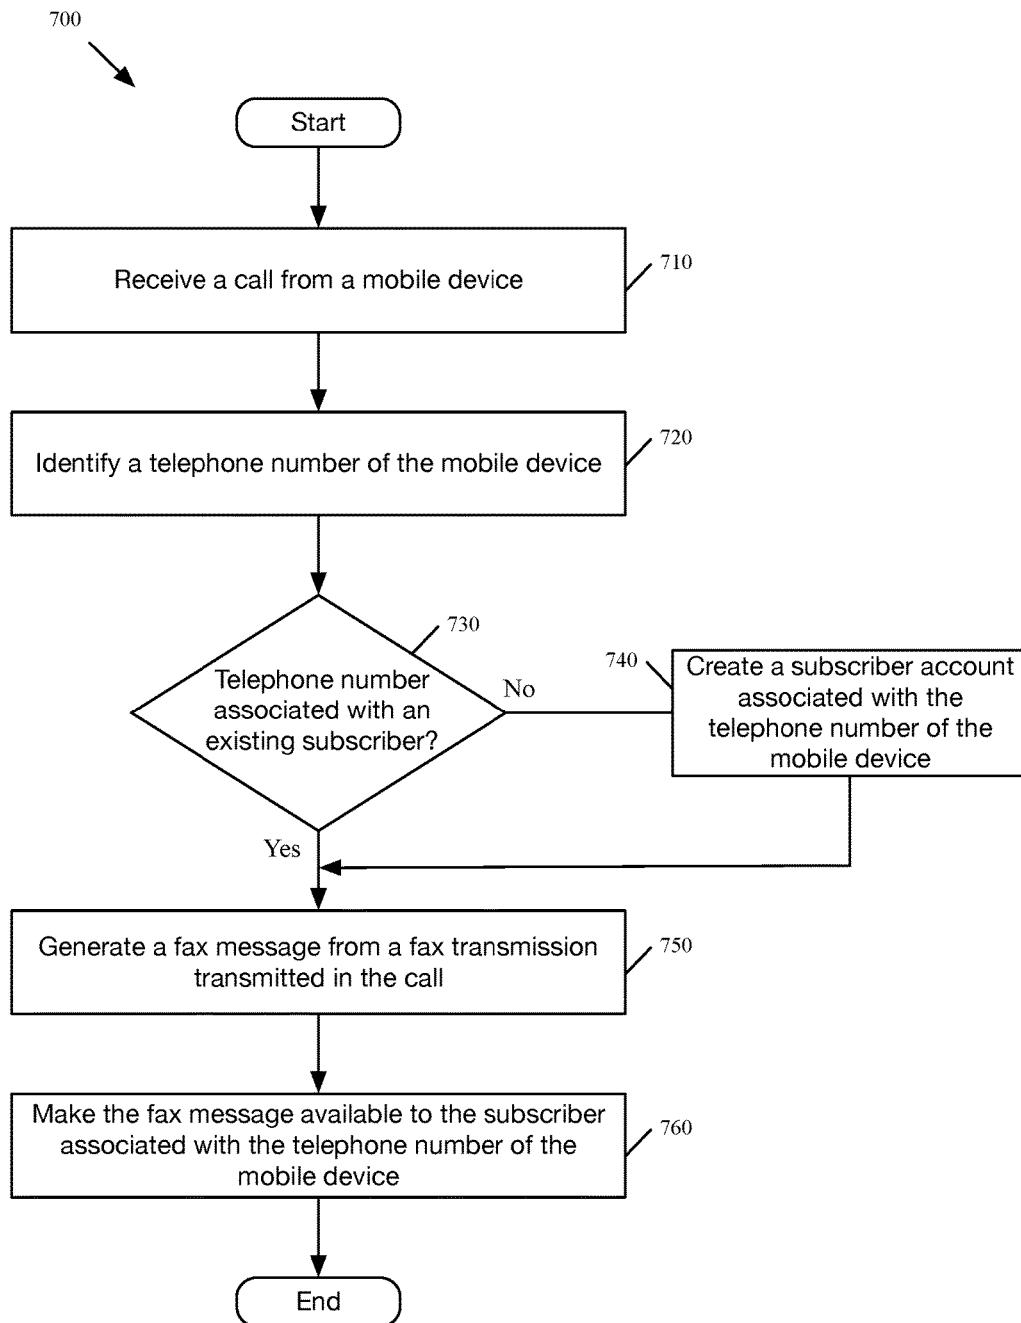 700
Start
Receive a call from a mobile device
710
Identify a telephone number of the mobile device
720
730
Telephone number
associated with an
existing subscriber?
No
740
Create a subscriber account
associated with the
telephone number of the
mobile device
Yes
Generate a fax message from a fax transmission
transmitted in the call
750
Make the fax message available to the subscriber
associated with the telephone number of the
mobile device
760
End